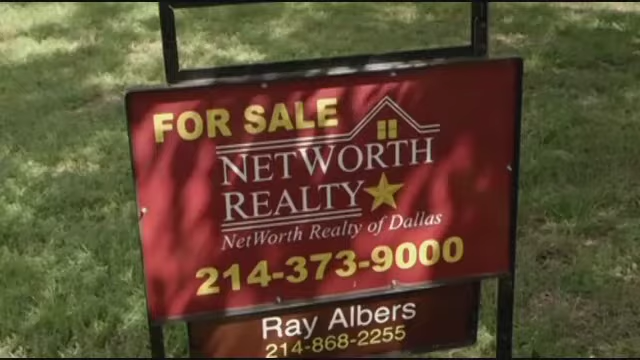 FOR SALE
NETWORTH
REALTY
NetWorth Realty of Dallas
214-373-9000
Ray Albers
214-868-2255